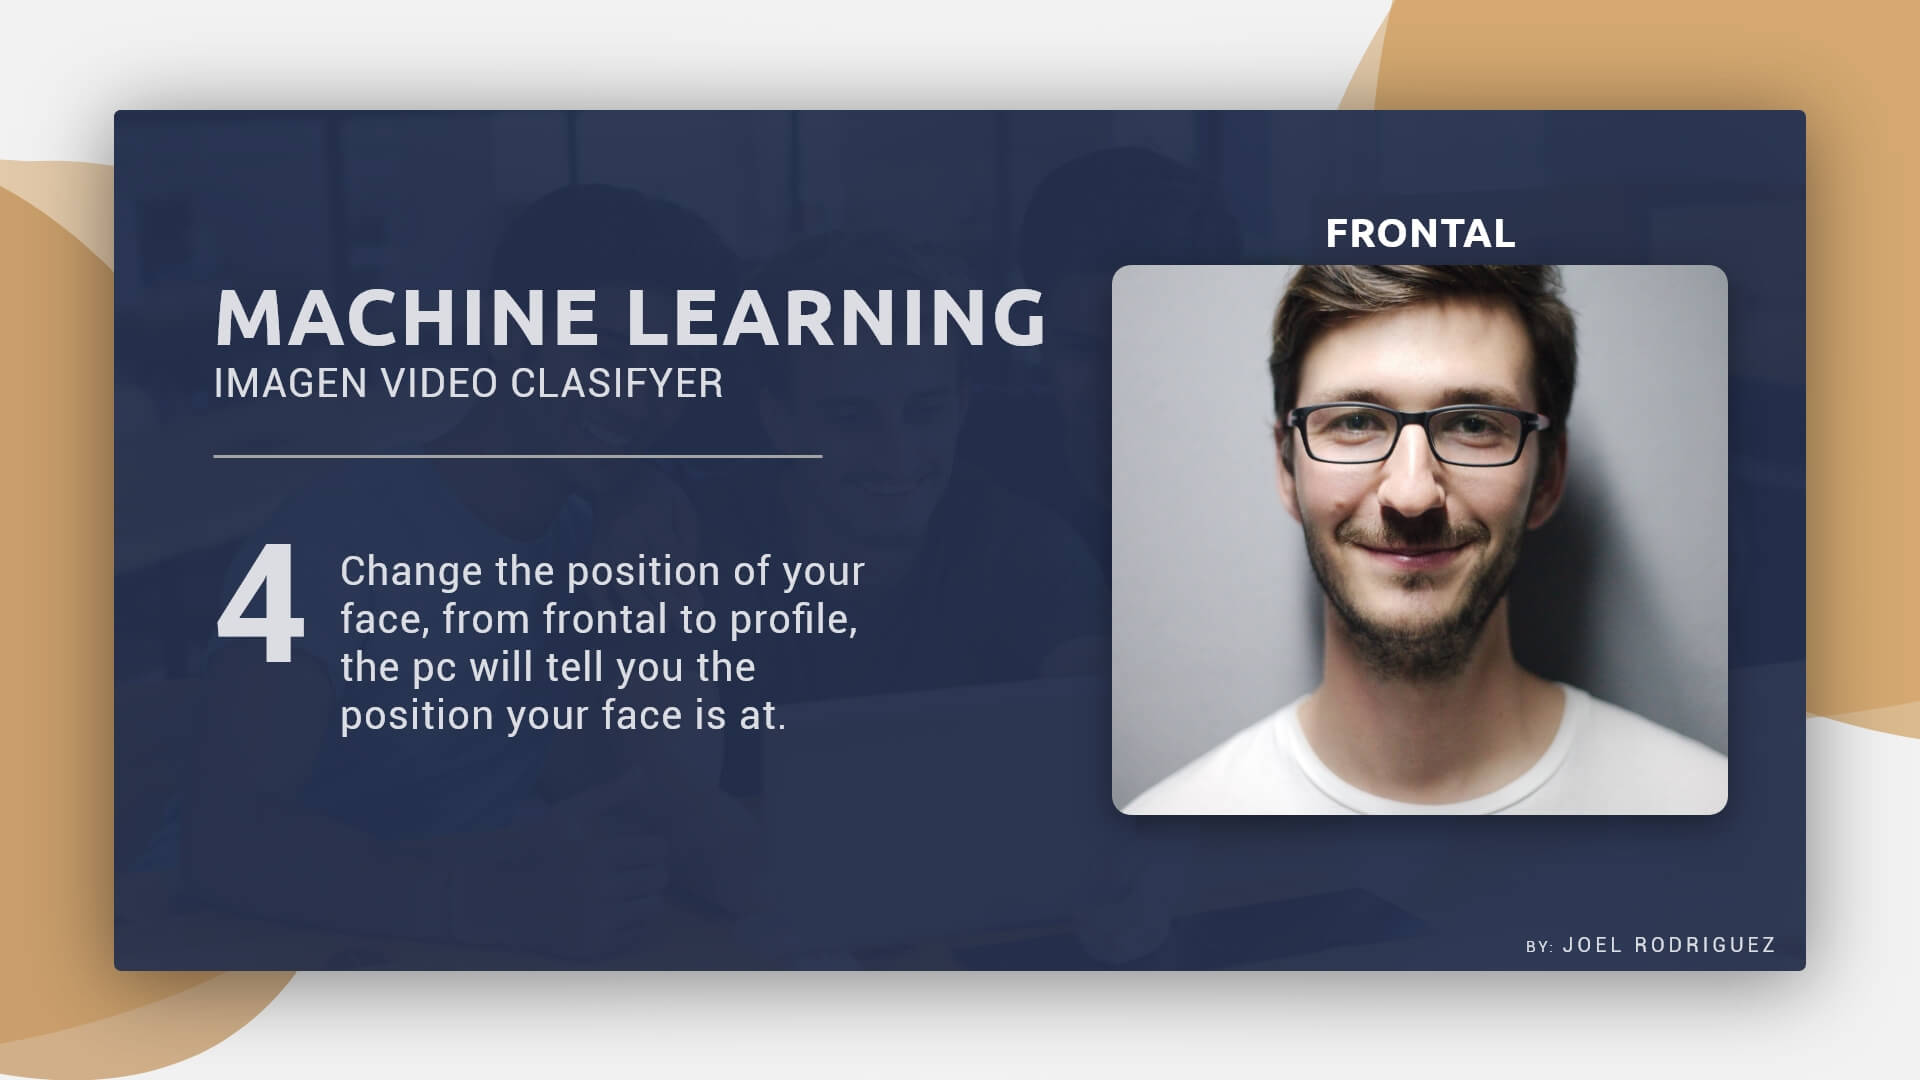 FRONTAL
MACHINE LEARNING
IMAGEN VIDEO CLASIFYER
4
Change the position of your
face, from frontal to profile,
the pc will tell you the
position your face is at.
BY: JOEL RODRIGUEZ